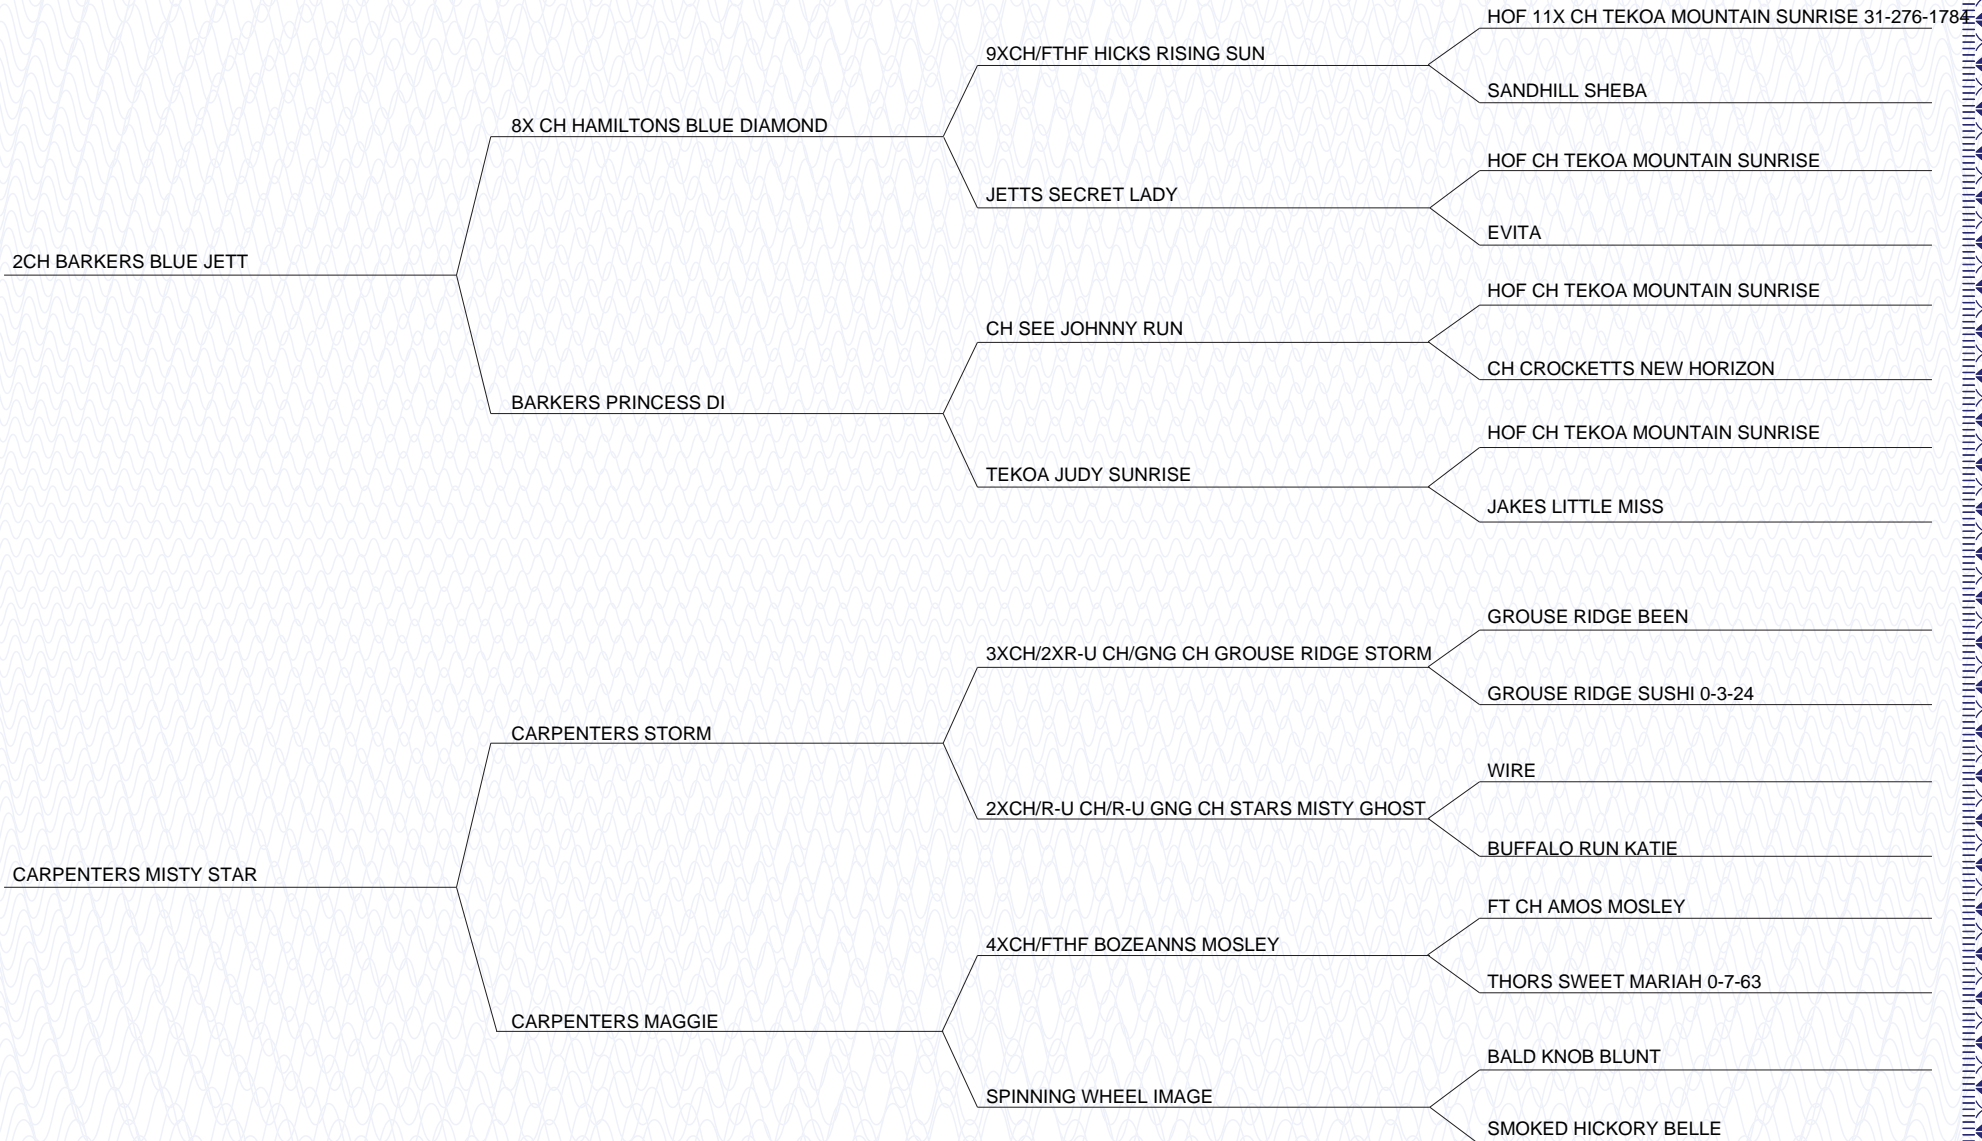 HOF 11X CH TEKOA MOUNTAIN SUNRISE 31-276-1784
9XCH/FTHF HICKS RISING SUN
SANDHILL SHEBA
8X CH HAMILTONS BLUE DIAMOND
HOF CH TEKOA MOUNTAIN SUNRISE
JETTS SECRET LADY
EVITA
2CH BARKERS BLUE JETT
HOF CH TEKOA MOUNTAIN SUNRISE
CH SEE JOHNNY RUN
CH CROCKETTS NEW HORIZON
BARKERS PRINCESS DI
HOF CH TEKOA MOUNTAIN SUNRISE
TEKOA JUDY SUNRISE
JAKES LITTLE MISS
GROUSE RIDGE BEEN
3XCH/2XR-U CH/GNG CH GROUSE RIDGE STORM
GROUSE RIDGE SUSHI 0-3-24
CARPENTERS STORM
WIRE
2XCH/R-U CH/R-U GNG CH STARS MISTY GHOST
BUFFALO RUN KATIE
CARPENTERS MISTY STAR
FT CH AMOS MOSLEY
4XCH/FTHF BOZEANNS MOSLEY
THORS SWEET MARIAH 0-7-63
CARPENTERS MAGGIE
BALD KNOB BLUNT
SPINNING WHEEL IMAGE
SMOKED HICKORY BELLE